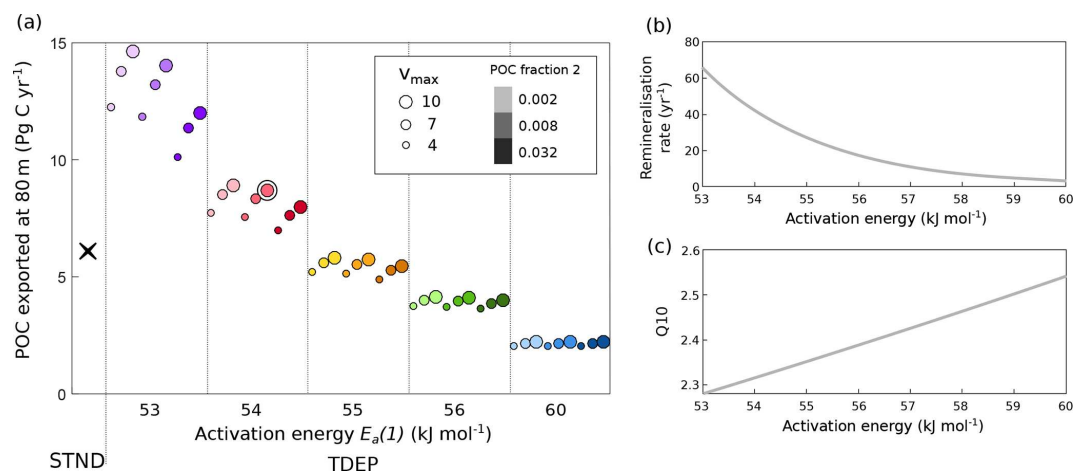 (a)
POC exported at 80 m (Pg C yr⁻¹)
15
10
5
0
Vmax
10
7
4
POC fraction 2
0.002
0.008
0.032
53 54 55 56 60
Activation energy Eₐ(1) (kJ mol⁻¹)
STND TDEP
(b)
Remineralisation
rate (yr⁻¹)
80
60
40
20
0
53 54 55 56 57 58 59 60
Activation energy (kJ mol⁻¹)
(c)
Q10
2.6
2.5
2.4
2.3
53 54 55 56 57 58 59 60
Activation energy (kJ mol⁻¹)